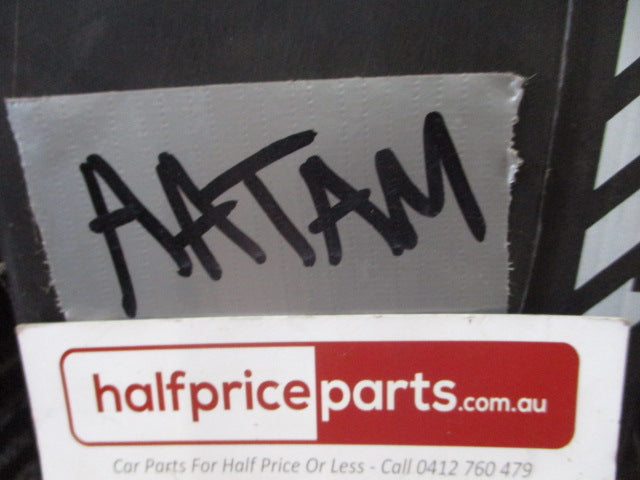 AATAM
halfpriceparts.com.au
Car Parts For Half Price Or Less - Call 0412 760 479